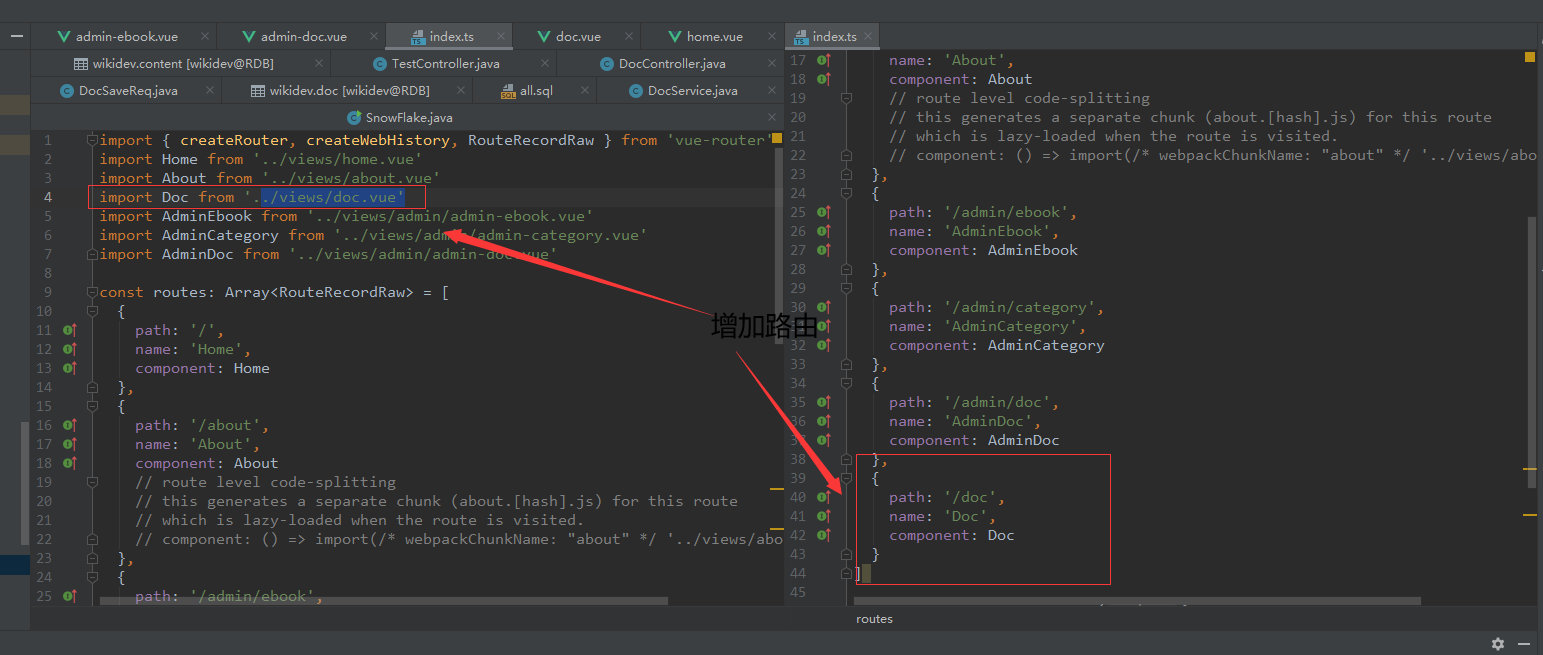 admin-ebook.vue
admin-doc.vue
index.ts
doc.vue
home.vue
wikidev.content [wikidev@RDB]
TestController.java
DocController.java
DocSaveReq.java
wikidev.doc [wikidev@RDB]
all.sql
DocService.java
SnowFlake.java
1 import { createRouter, createWebHistory, RouteRecordRaw } from 'vue-router'
2 import Home from '../views/home.vue'
3 import About from '../views/about.vue'
4 import Doc from '../views/doc.vue'
5 import AdminEbook from '../views/admin/admin-ebook.vue'
6 import AdminCategory from '../views/admin/admin-category.vue'
7 import AdminDoc from '../views/admin/admin-doc.vue'
8
9 const routes: Array<RouteRecordRaw> = [
10 {
11 path: '/',
12 name: 'Home',
13 component: Home
14 },
15 {
16 path: '/about',
17 name: 'About',
18 component: About
19 // route level code-splitting
20 // this generates a separate chunk (about.[hash].js) for this route
21 // which is lazy-loaded when the route is visited.
22 // component: () => import(/* webpackChunkName: "about" */ '../views/abo
23 },
24 {
25 path: '/admin/ebook',
增加路由
index.ts
17 name: 'About',
18 component: About
19 // route level code-splitting
20 // this generates a separate chunk (about.[hash].js) for this route
21 // which is lazy-loaded when the route is visited.
22 // component: () => import(/* webpackChunkName: "about" */ '../views/abo
23 },
24 {
25 path: '/admin/ebook',
26 name: 'AdminEbook',
27 component: AdminEbook
28 },
29 {
30 path: '/admin/category',
31 name: 'AdminCategory',
32 component: AdminCategory
33 },
34 {
35 path: '/admin/doc',
36 name: 'AdminDoc',
37 component: AdminDoc
38 },
39 {
40 path: '/doc',
41 name: 'Doc',
42 component: Doc
43 }
44 ]
45
routes